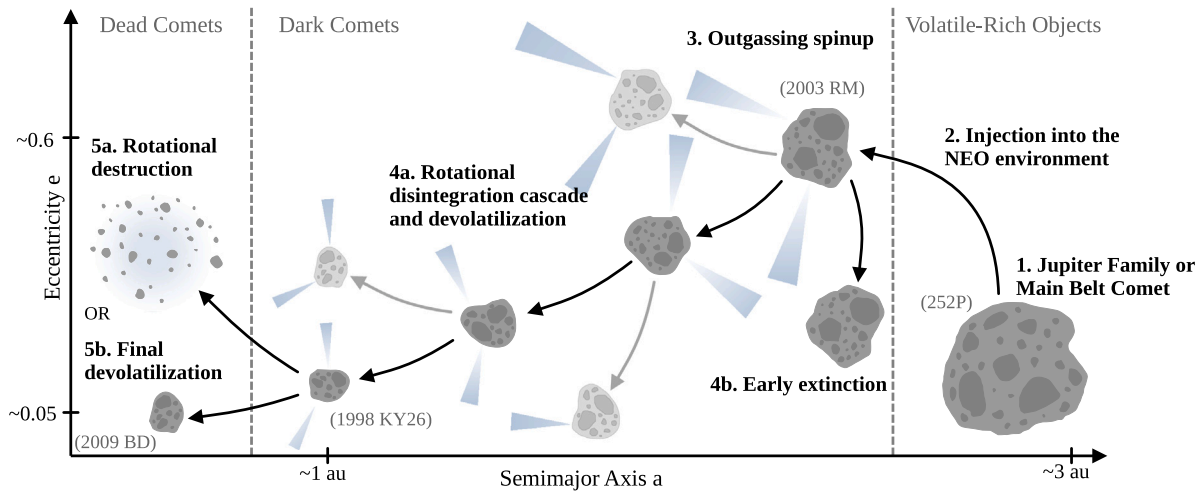 Dead Comets
Dark Comets
Volatile-Rich Objects
3. Outgassing spinup
(2003 RM)
2. Injection into the
NEO environment
~0.6
5a. Rotational
destruction
4a. Rotational
disintegration cascade
and devolatilization
Eccentricity e
1. Jupiter Family or
Main Belt Comet
(252P)
OR
5b. Final
devolatilization
4b. Early extinction
~0.05
(1998 KY26)
(2009 BD)
~1 au
Semimajor Axis a
~3 au